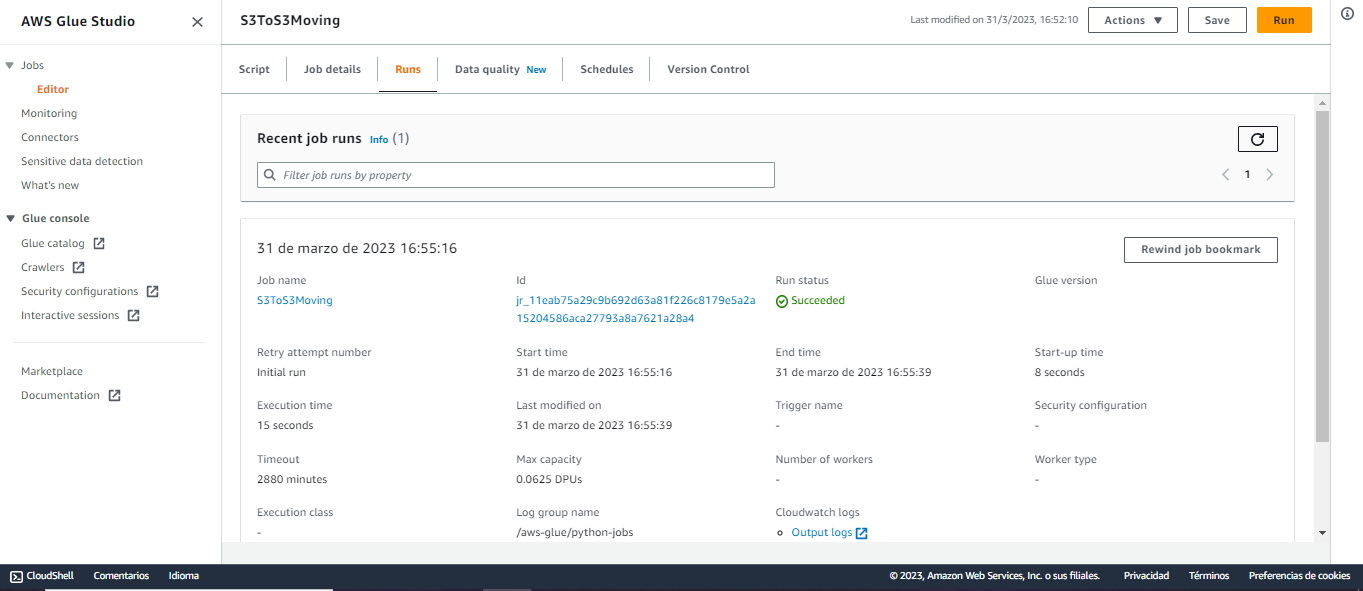 AWS Glue Studio
Jobs
Editor
Monitoring
Connectors
Sensitive data detection
What's new
Glue console
Glue catalog
Crawlers
Security configurations
Interactive sessions
Marketplace
Documentation
S3ToS3Moving
Last modified on 31/3/2023, 16:52:10
Actions
Save
Run
Script
Job details
Runs
Data quality New
Schedules
Version Control
Recent job runs Info (1)
Filter job runs by property
1
31 de marzo de 2023 16:55:16
Rewind job bookmark
Job name
S3ToS3Moving
Id
jr_11eab75a29c9b692d63a81f226c8179e5a2a
15204586aca27793a8a7621a28a4
Run status
Succeeded
Glue version
Retry attempt number
Initial run
Start time
31 de marzo de 2023 16:55:16
End time
31 de marzo de 2023 16:55:39
Start-up time
8 seconds
Execution time
15 seconds
Last modified on
31 de marzo de 2023 16:55:39
Trigger name
-
Security configuration
-
Timeout
2880 minutes
Max capacity
0.0625 DPUs
Number of workers
-
Worker type
-
Execution class
-
Log group name
/aws-glue/python-jobs
Cloudwatch logs
Output logs
CloudShell
Comentarios
Idioma
© 2023, Amazon Web Services, Inc. o sus filiales.
Privacidad
Términos
Preferencias de cookies